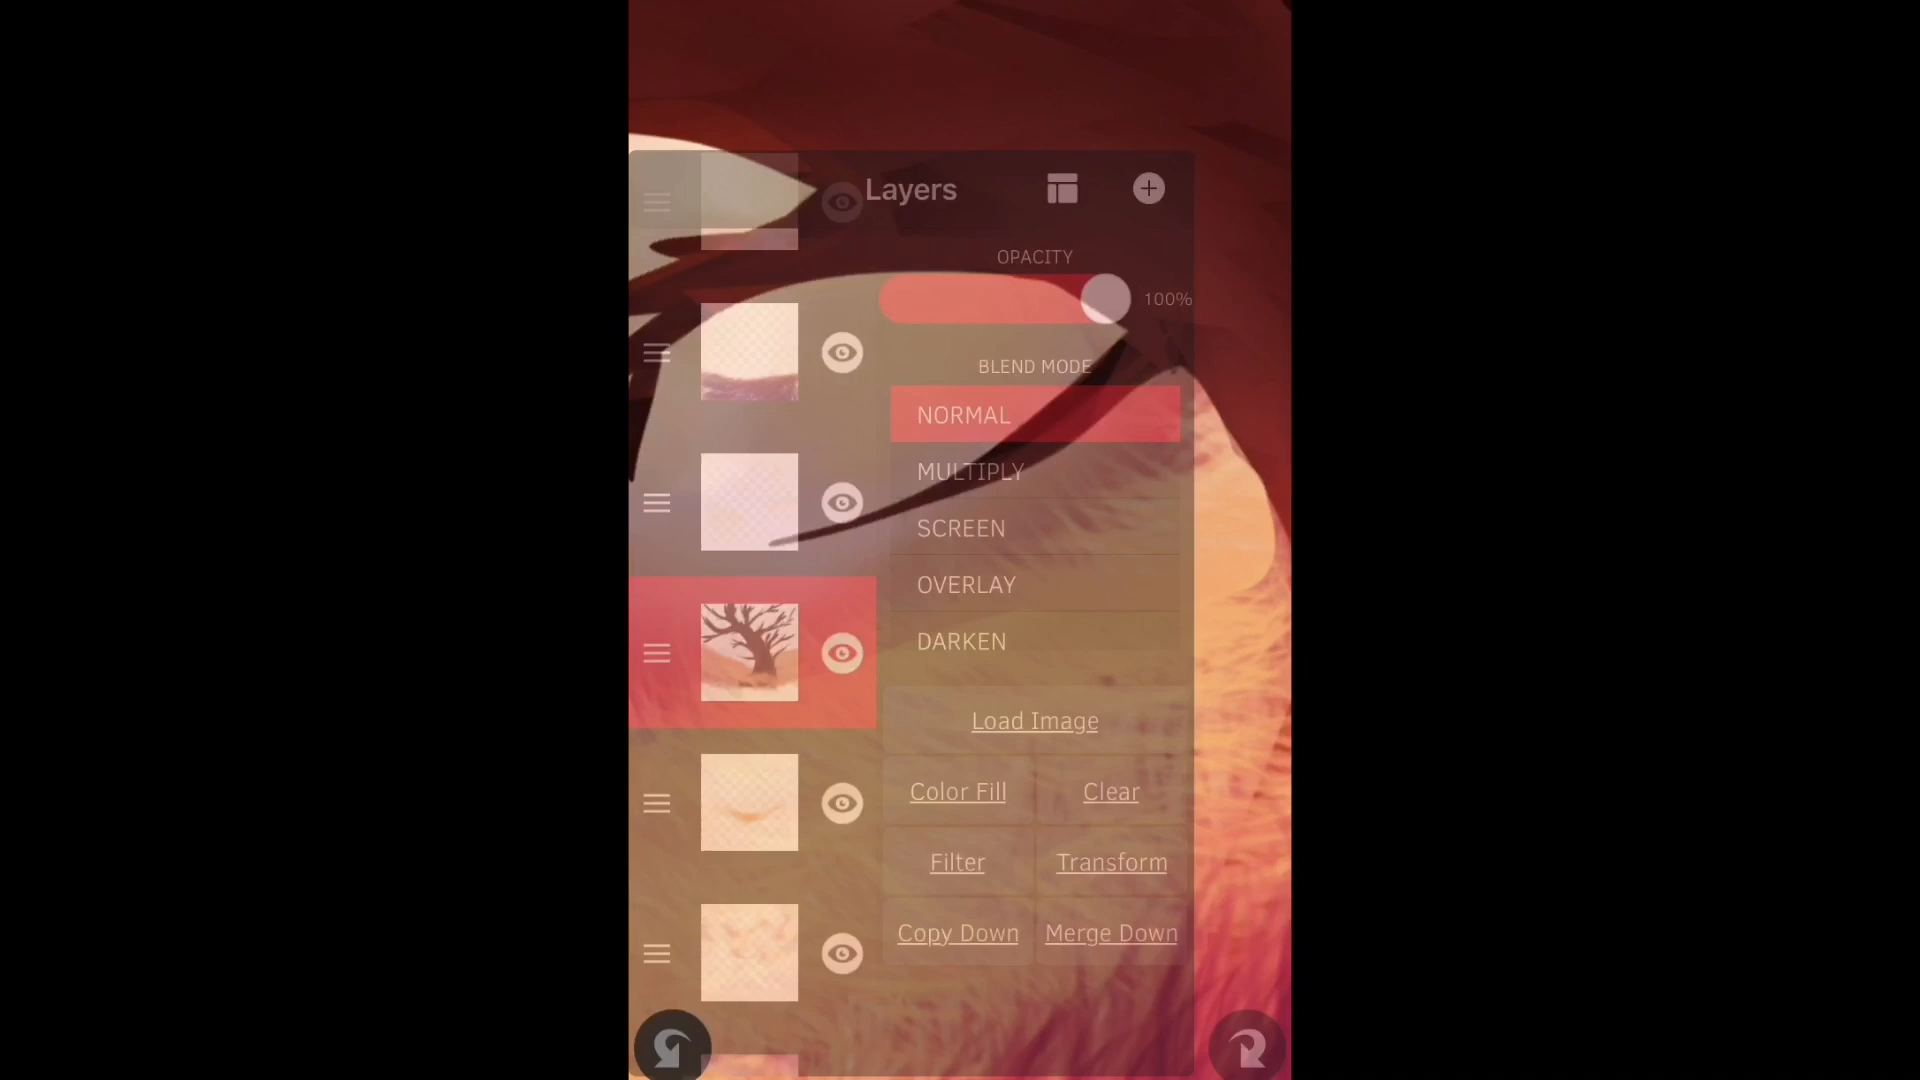 Layers
OPACITY
100%
BLEND MODE
NORMAL
MULTIPLY
SCREEN
OVERLAY
DARKEN
Load Image
Color Fill Clear
Filter Transform
Copy Down Merge Down